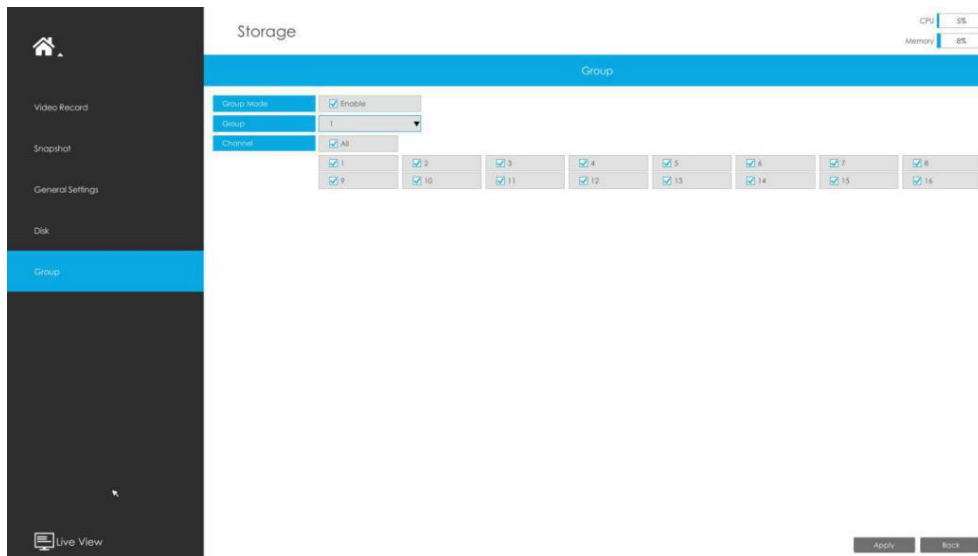 Storage
CPU 5%
Memory 8%
Group
Video Record
Snapshot
General Settings
Disk
Group
Group Mode Enable
Group 1
Channel All
1 2 3 4 5 6 7 8
9 10 11 12 13 14 15 16
Live View
Apply Back